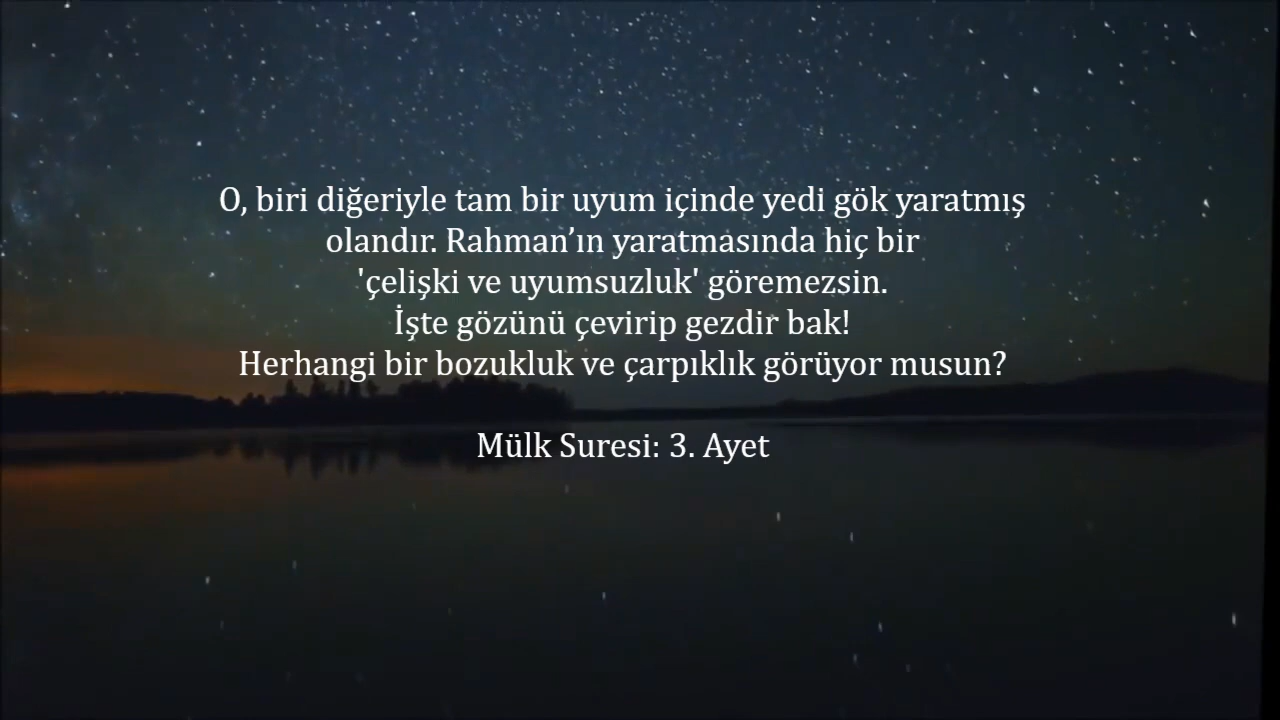 O, biri diğeriyle tam bir uyum içinde yedi gök yaratmış
olandır. Rahman’ın yaratmasında hiç bir
'çelişki ve uyumsuzluk' göremezsin.
İşte gözünü çevirip gezdir bak!
Herhangi bir bozukluk ve çarpıklık görüyor musun?
Mülk Suresi: 3. Ayet